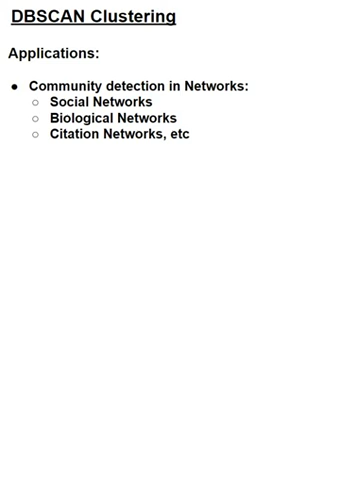 DBSCAN Clustering
Applications:
● Community detection in Networks:
○ Social Networks
○ Biological Networks
○ Citation Networks, etc